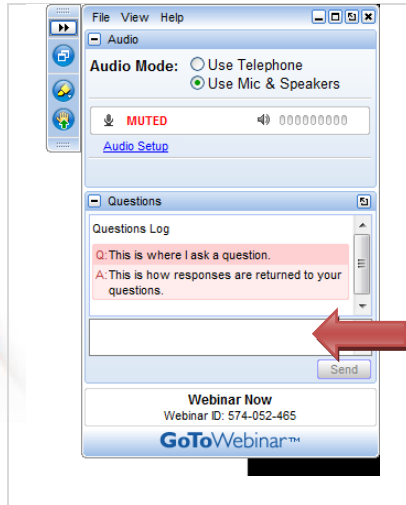 File View Help
Audio
Audio Mode: Use Telephone
Use Mic & Speakers
MUTED 000000000
Audio Setup
Questions
Questions Log
Q: This is where I ask a question.
A: This is how responses are returned to your
questions.
Send
Webinar Now
Webinar ID: 574-052-465
GoToWebinar™